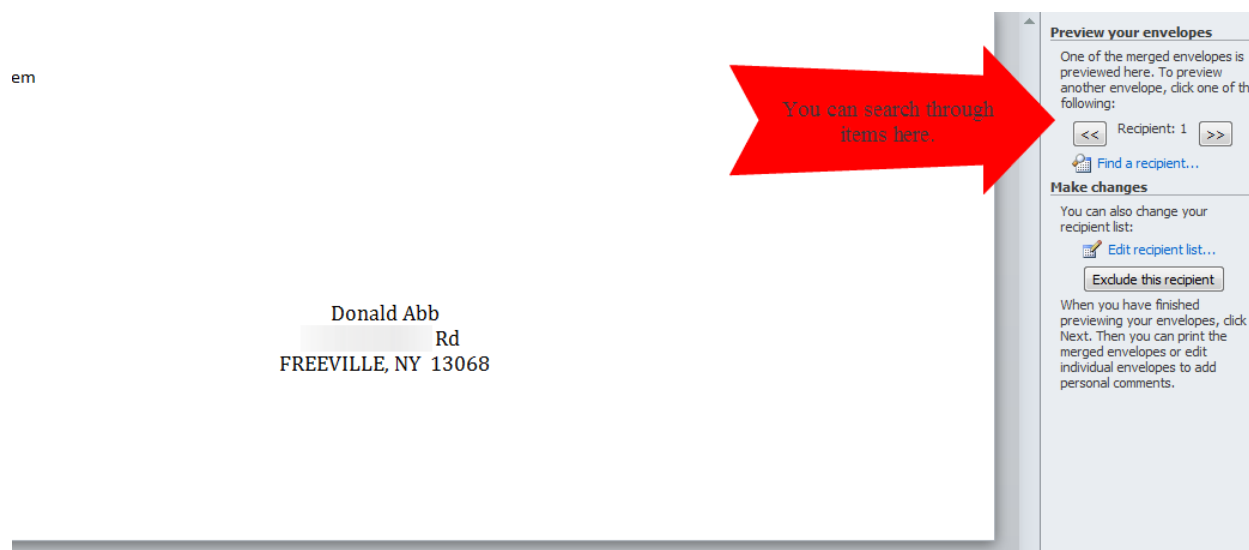 em
You can search through
items here.
Donald Abb
Rd
FREEVILLE, NY 13068
Preview your envelopes
One of the merged envelopes is
previewed here. To preview
another envelope, click one of th
following:
<< Recipient: 1 >>
Find a recipient...
Make changes
You can also change your
recipient list:
Edit recipient list...
Exclude this recipient
When you have finished
previewing your envelopes, click
Next. Then you can print the
merged envelopes or edit
individual envelopes to add
personal comments.